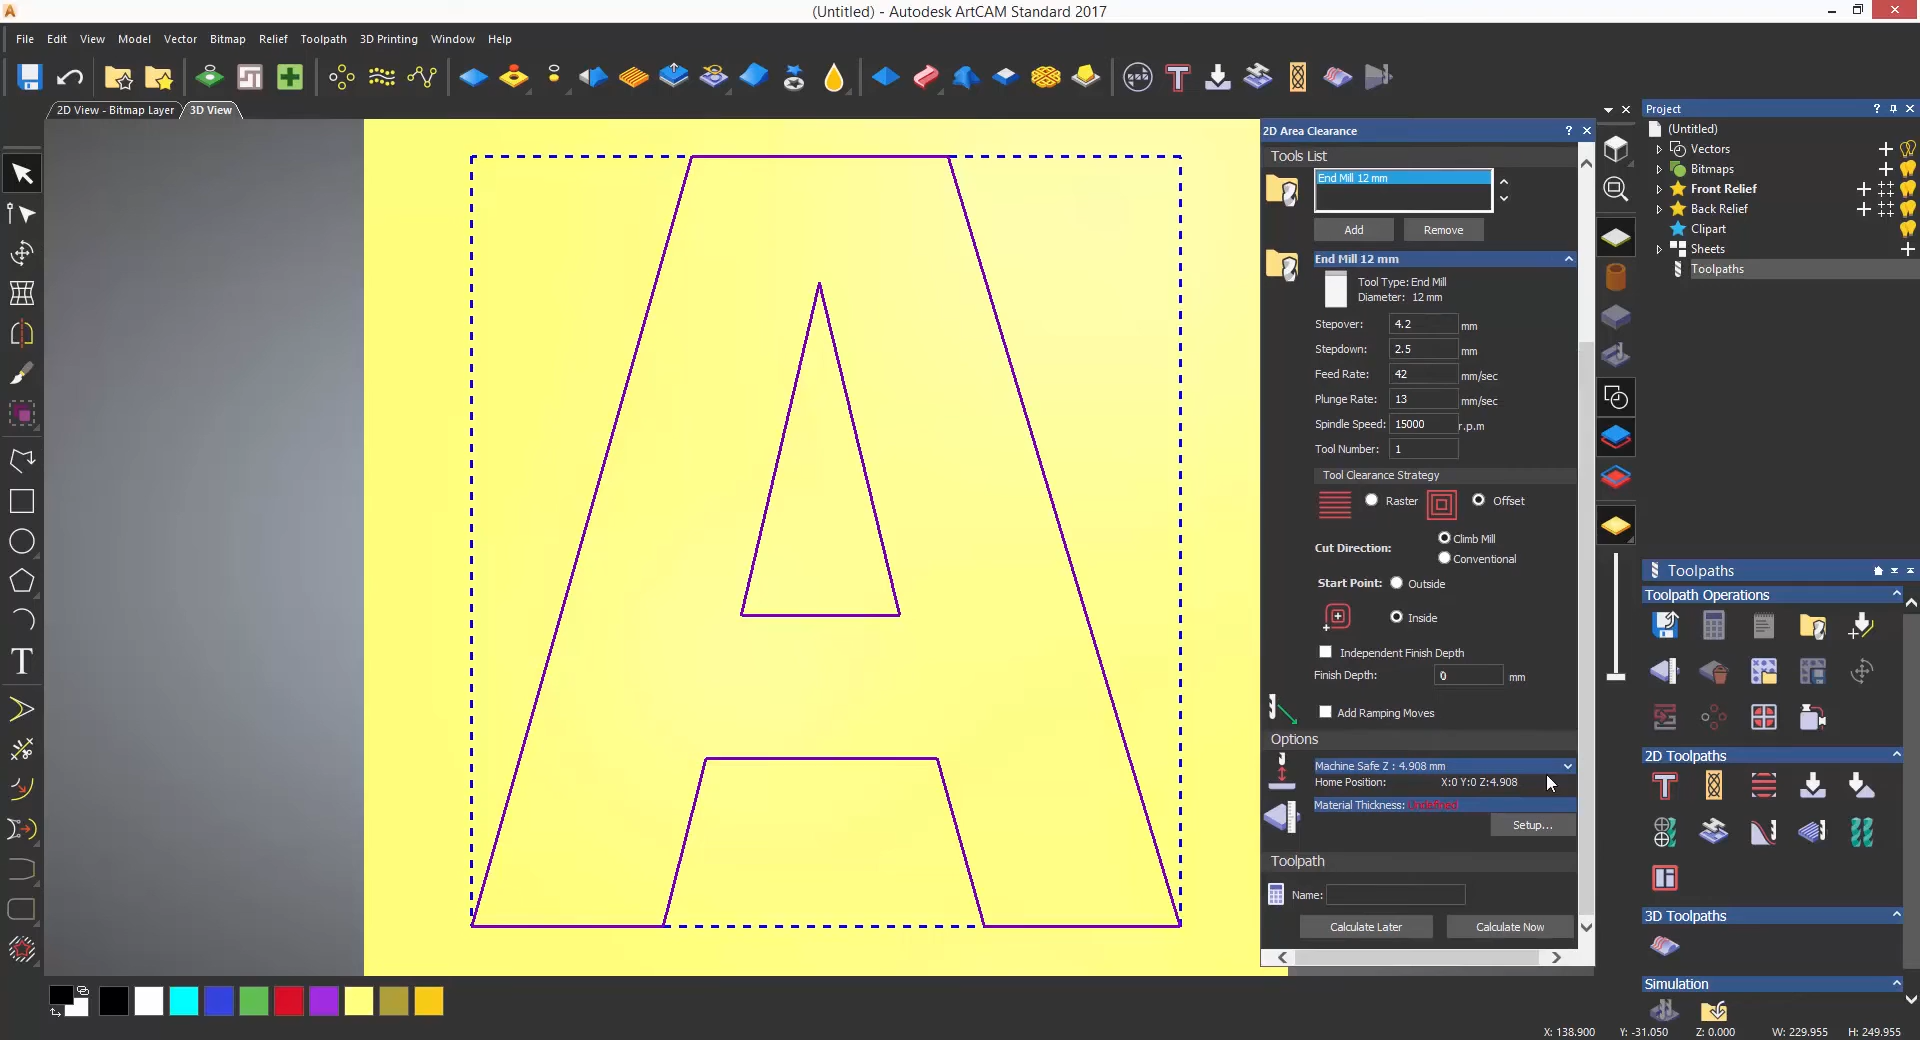 (Untitled) - Autodesk ArtCAM Standard 2017
File Edit View Model Vector Bitmap Relief Toolpath 3D Printing Window Help
2D View - Bitmap Layer 3D View
2D Area Clearance
Tools List
End Mill 12 mm
Add Remove
End Mill 12 mm
Tool Type: End Mill
Diameter: 12 mm
Stepover: 4.2 mm
Stepdown: 2.5 mm
Feed Rate: 42 mm/sec
Plunge Rate: 13 mm/sec
Spindle Speed: 15000 r.p.m
Tool Number: 1
Tool Clearance Strategy
Raster Offset
Cut Direction: Climb Mill
Conventional
Start Point: Outside
Inside
Independent Finish Depth
Finish Depth: 0 mm
Add Ramping Moves
Options
Machine Safe Z : 4.908 mm
Home Position: X:0 Y:0 Z:4.908
Material Thickness: Undefined
Setup...
Toolpath
Name:
Calculate Later Calculate Now
Project
(Untitled)
Vectors
Bitmaps
Front Relief
Back Relief
Clipart
Sheets
Toolpaths
Toolpaths
Toolpath Operations
2D Toolpaths
3D Toolpaths
Simulation
X: 138.900 Y: -31.050 Z: 0.000 W: 229.955 H: 249.955